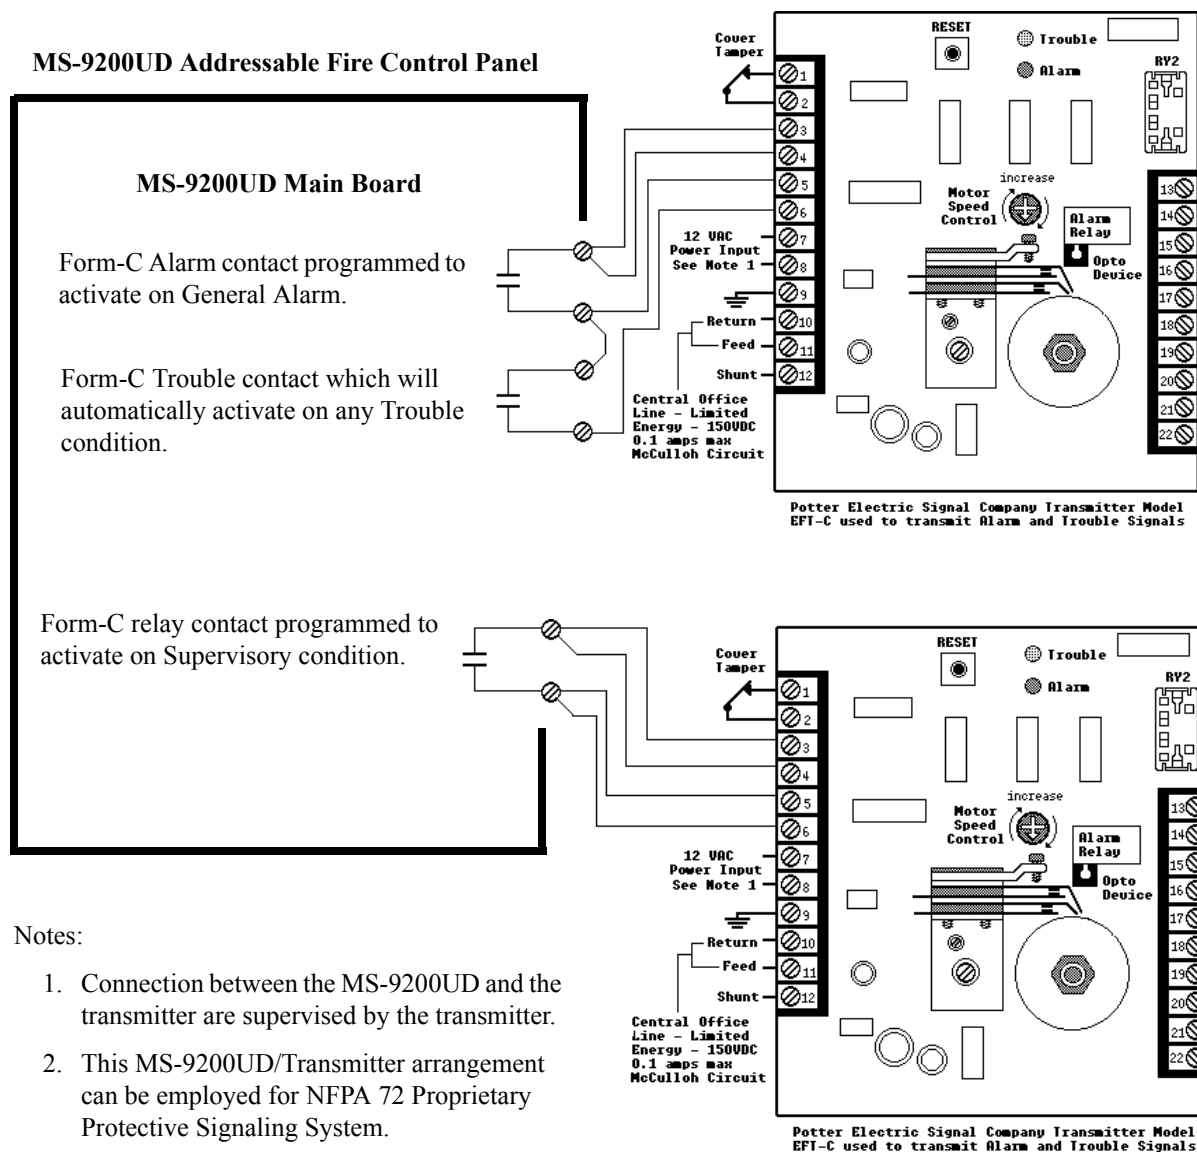 MS-9200UD Addressable Fire Control Panel
MS-9200UD Main Board
Form-C Alarm contact programmed to
activate on General Alarm.
Form-C Trouble contact which will
automatically activate on any Trouble
condition.
Cover
Tamper
1
2
3
4
5
6
12 VAC
Power Input
See Note 1
7
8
9
Return
10
Feed
11
Shunt
12
Central Office
Line - Limited
Energy - 150VDC
0.1 amps max
McCulloh Circuit
RESET
Trouble
Alarm
RY2
increase
Motor
Speed
Control
Alarm
Relay
Opto
Device
13
14
15
16
17
18
19
20
21
22
Potter Electric Signal Company Transmitter Model
EFT-C used to transmit Alarm and Trouble Signals
Form-C relay contact programmed to
activate on Supervisory condition.
Cover
Tamper
1
2
3
4
5
6
12 VAC
Power Input
See Note 1
7
8
9
Return
10
Feed
11
Shunt
12
Central Office
Line - Limited
Energy - 150VDC
0.1 amps max
McCulloh Circuit
RESET
Trouble
Alarm
RY2
increase
Motor
Speed
Control
Alarm
Relay
Opto
Device
13
14
15
16
17
18
19
20
21
22
Potter Electric Signal Company Transmitter Model
EFT-C used to transmit Alarm and Trouble Signals
Notes:
1. Connection between the MS-9200UD and the
transmitter are supervised by the transmitter.
2. This MS-9200UD/Transmitter arrangement
can be employed for NFPA 72 Proprietary
Protective Signaling System.